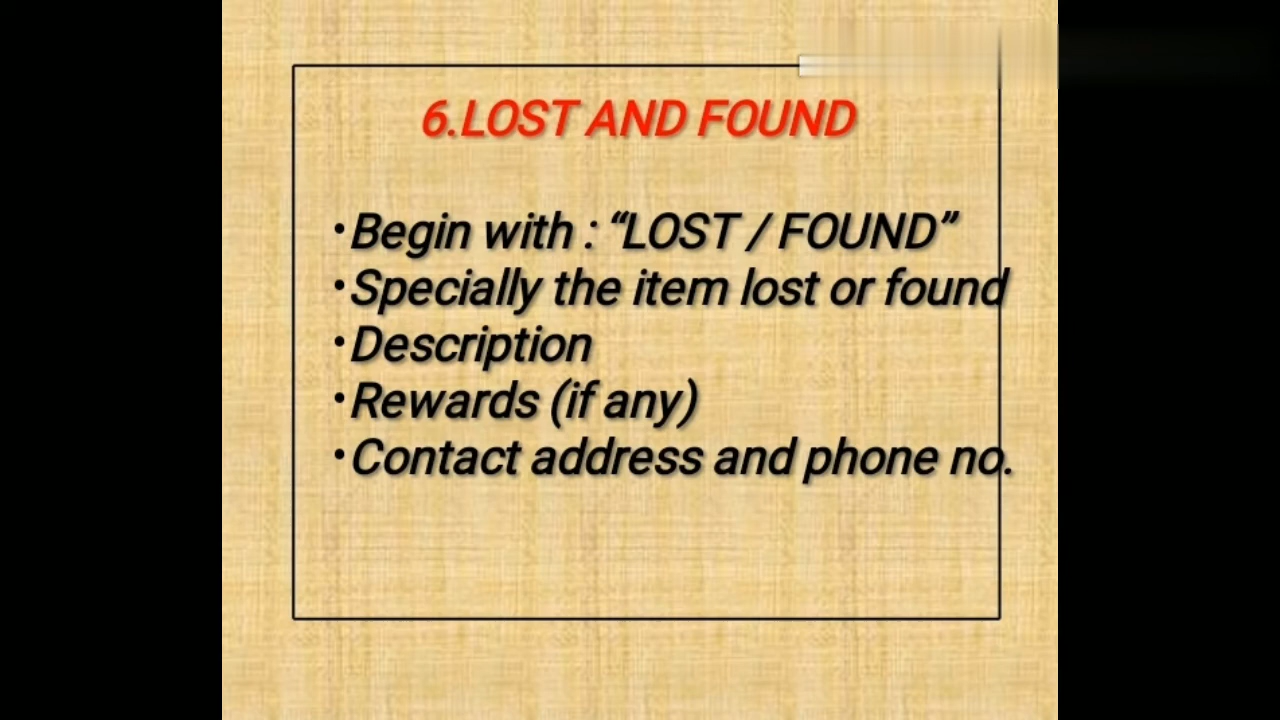 6.LOST AND FOUND
•Begin with : “LOST / FOUND”
•Specially the item lost or found
•Description
•Rewards (if any)
•Contact address and phone no.